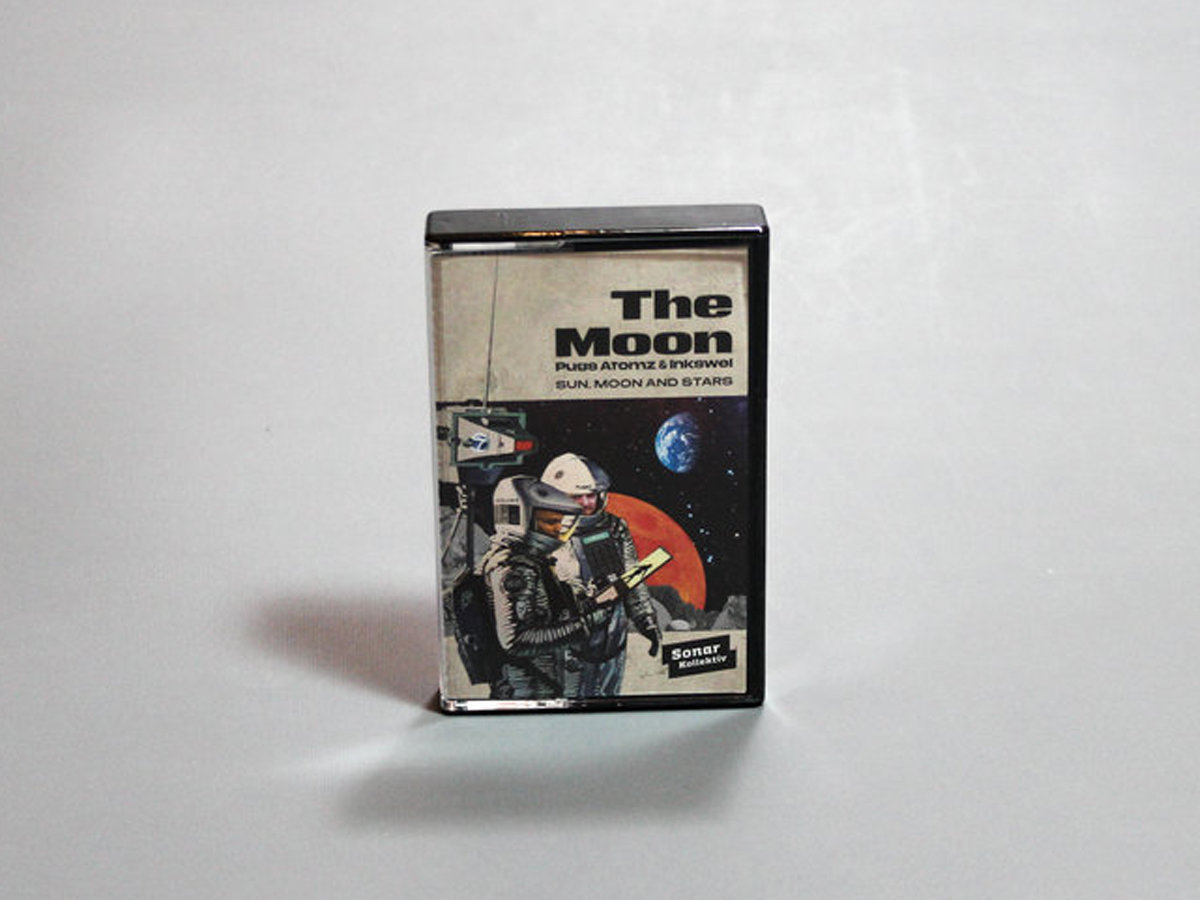 The
Moon
Pugs Atomz & Inkswel
SUN, MOON AND STARS
Sonar
Kollektiv